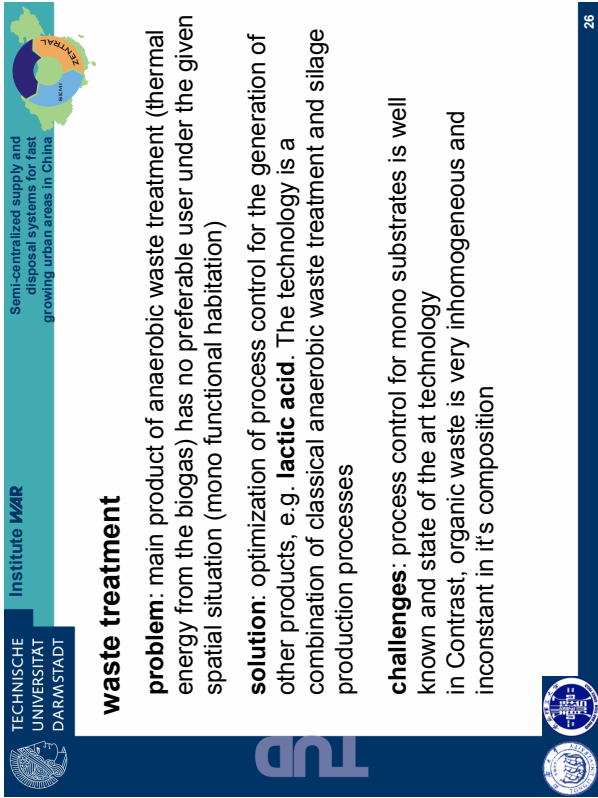 TECHNISCHE
UNIVERSITÄT
DARMSTADT
Institute WAR
Semi-centralized supply and
disposal systems for fast
growing urban areas in China
SEMI
ZENTRAL
waste treatment
problem: main product of anaerobic waste treatment (thermal
energy from the biogas) has no preferable user under the given
spatial situation (mono functional habitation)
solution: optimization of process control for the generation of
other products, e.g. lactic acid. The technology is a
combination of classical anaerobic waste treatment and silage
production processes
challenges: process control for mono substrates is well
known and state of the art technology
in Contrast, organic waste is very inhomogeneous and
inconstant in it's composition
TUD
26